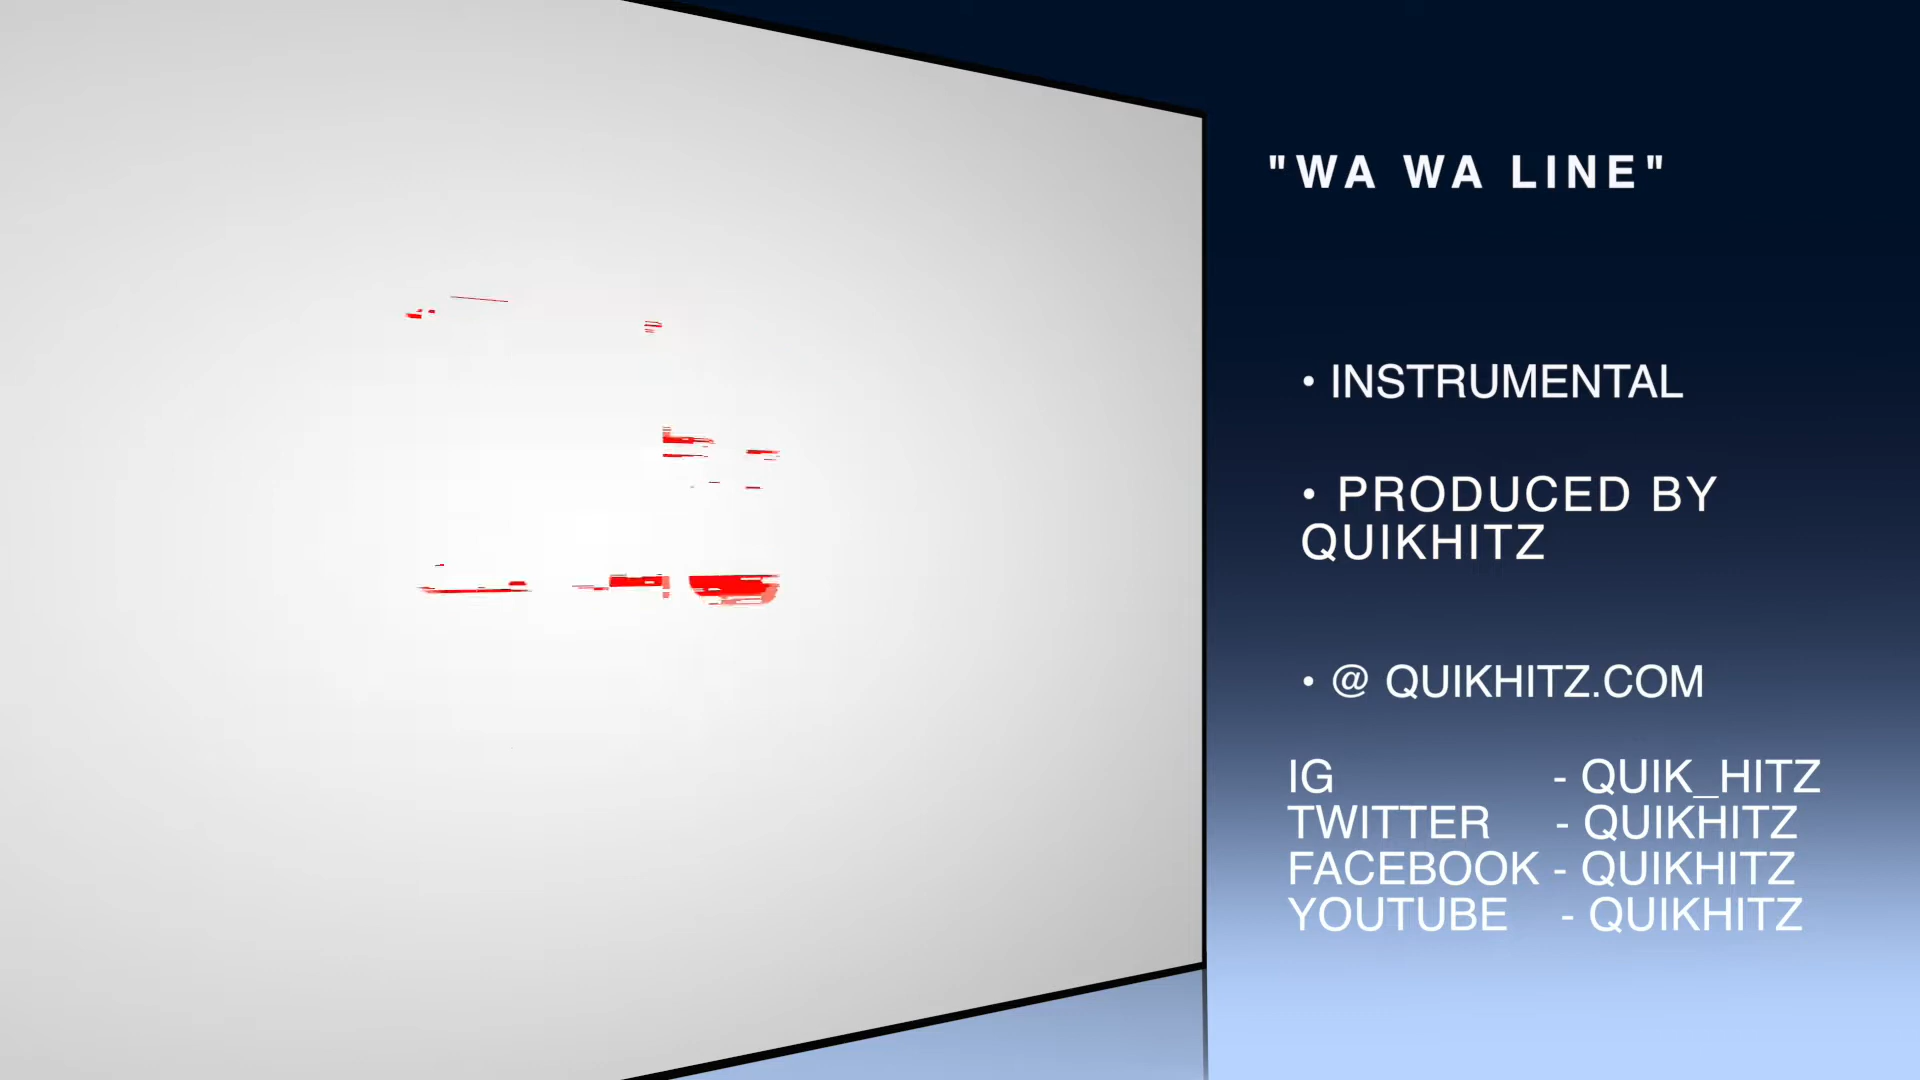 "WA WA LINE"
• INSTRUMENTAL
• PRODUCED BY
QUIKHITZ
• @ QUIKHITZ.COM
IG - QUIK_HITZ
TWITTER - QUIKHITZ
FACEBOOK - QUIKHITZ
YOUTUBE - QUIKHITZ